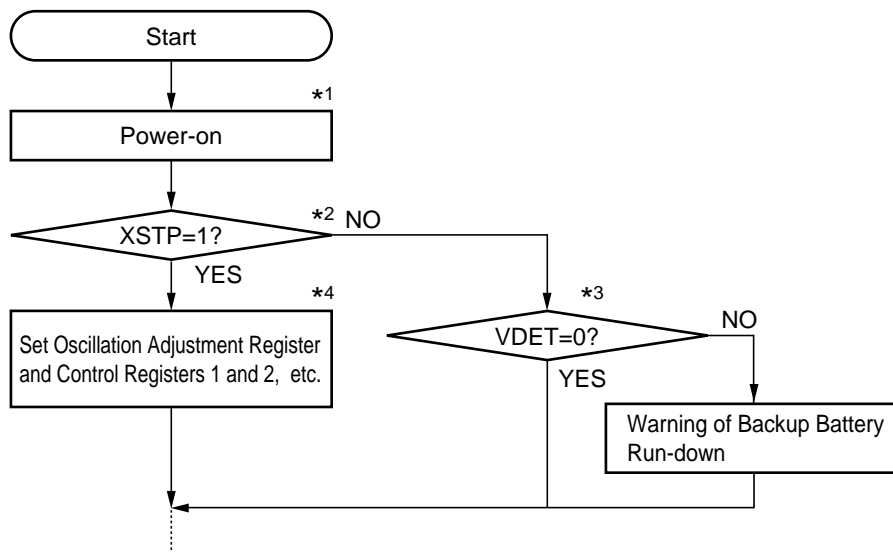 Start
*1
Power-on
*2
XSTP=1?
NO
YES
*4
Set Oscillation Adjustment Register
and Control Registers 1 and 2, etc.
*3
VDET=0?
NO
YES
Warning of Backup Battery
Run-down